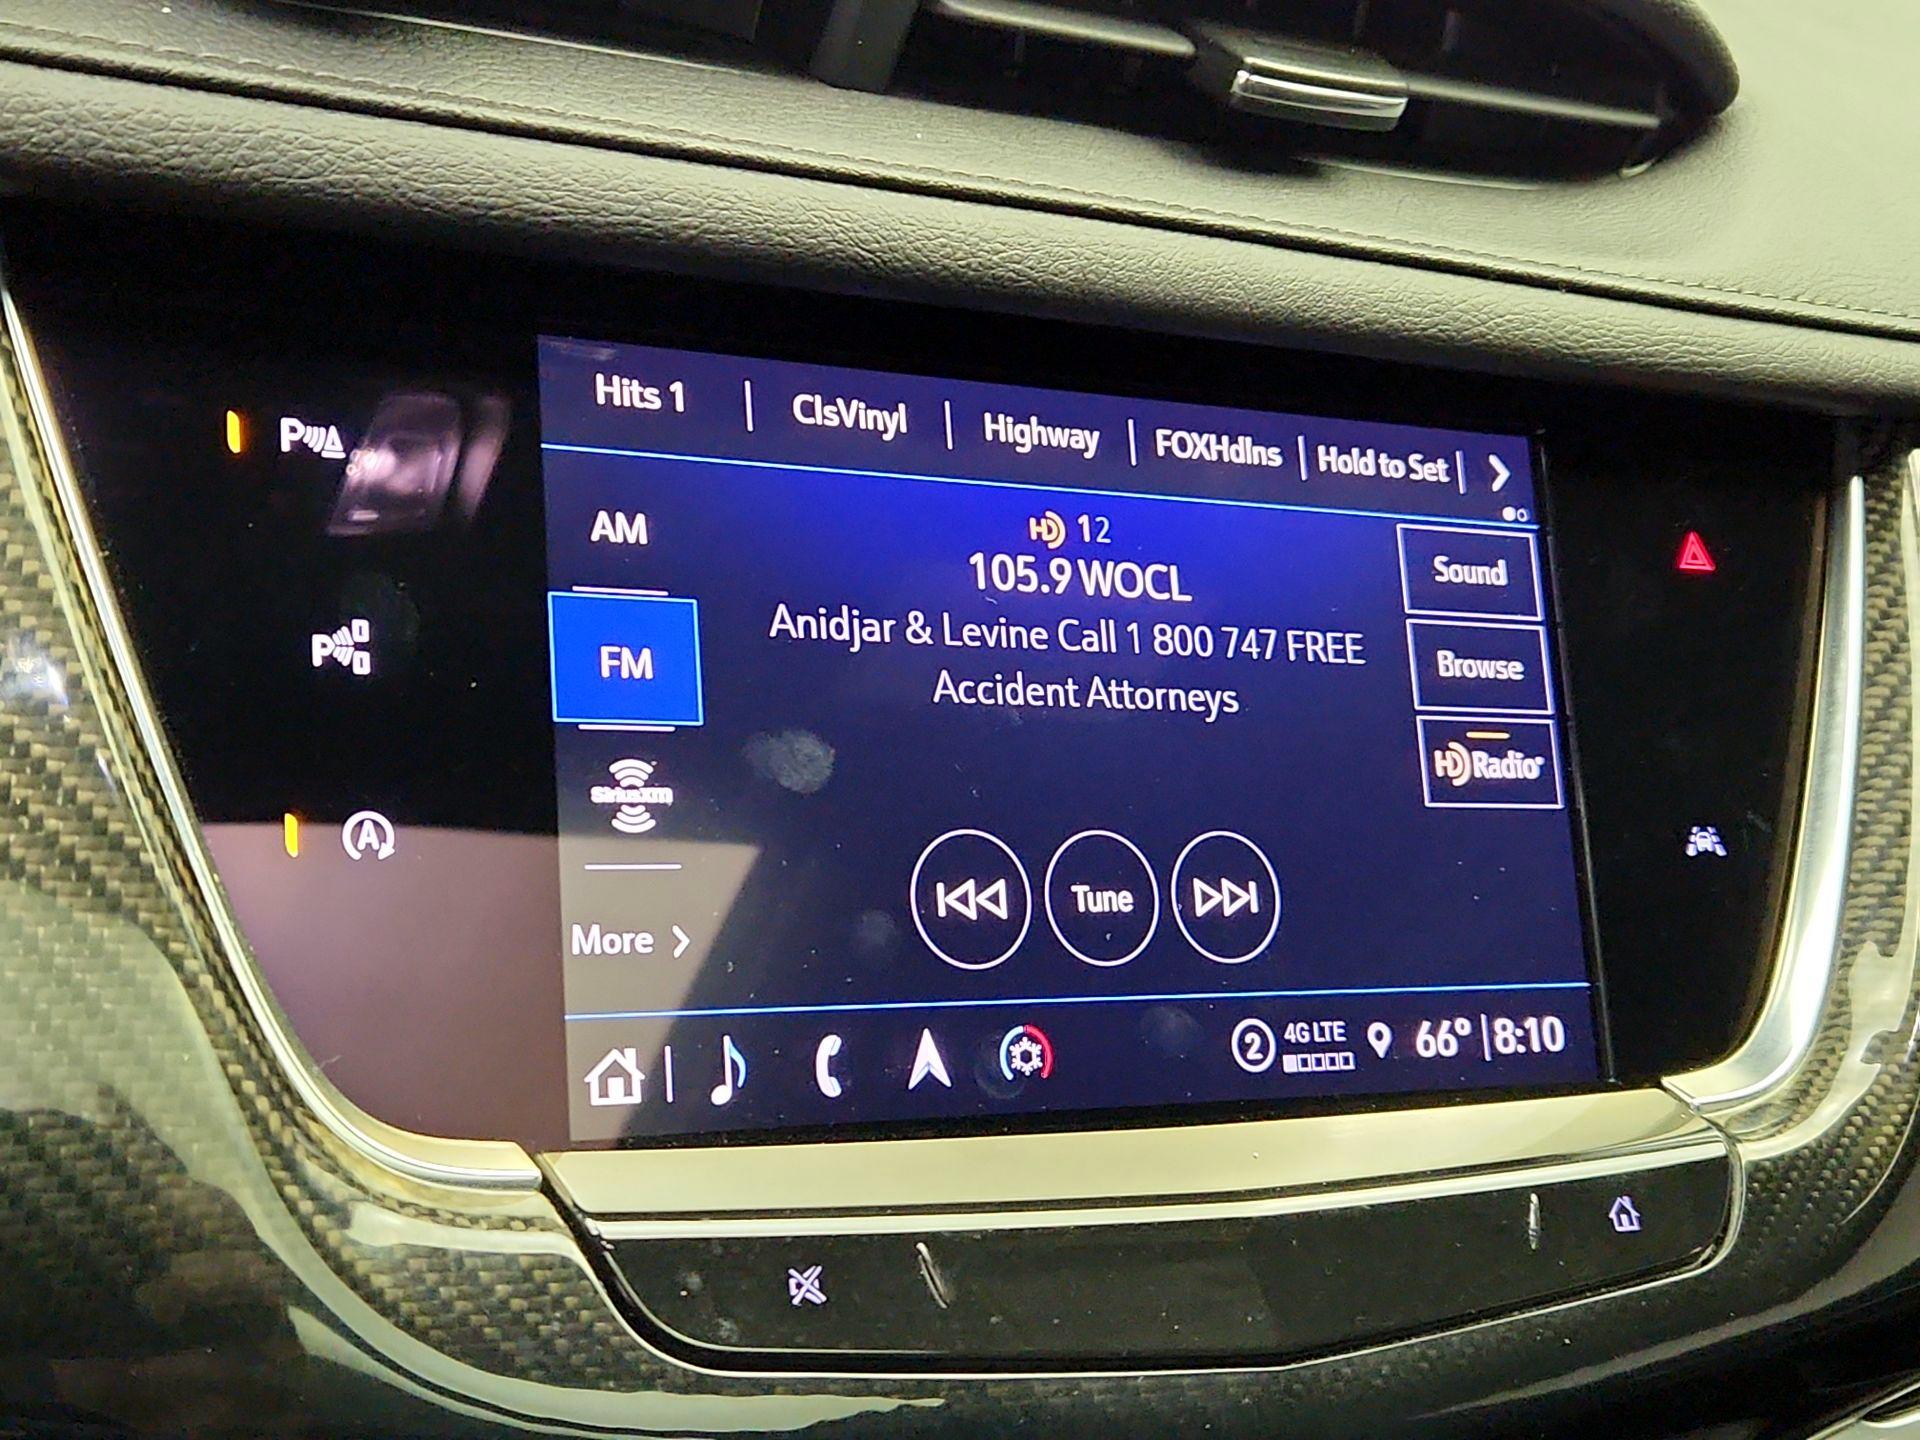 Hits 1 | ClsVinyl | Highway | FOXHdlns | Hold to Set |
AM
HD 12
105.9 WOCL
Anidjar & Levine Call 1 800 747 FREE
Accident Attorneys
Sound
FM
Browse
HD Radio
SiriusXM
Tune
More
2 4G LTE 66° | 8:10
P
P
A